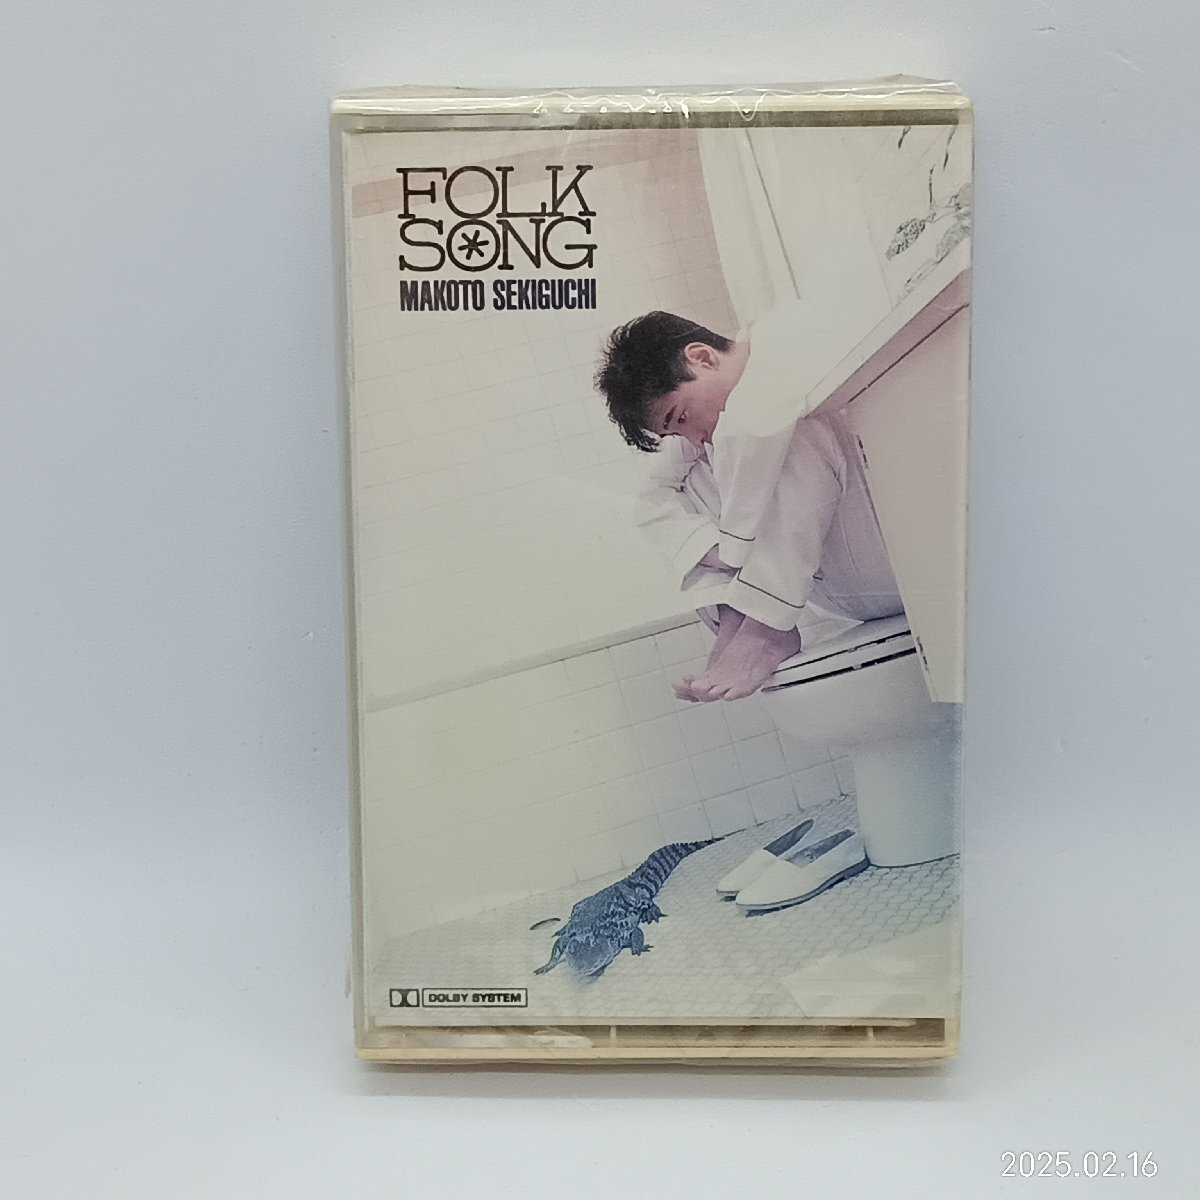 FOLK
SONG
MAKOTO SEKIGUCHI
DOLBY SYSTEM
2025.02.16